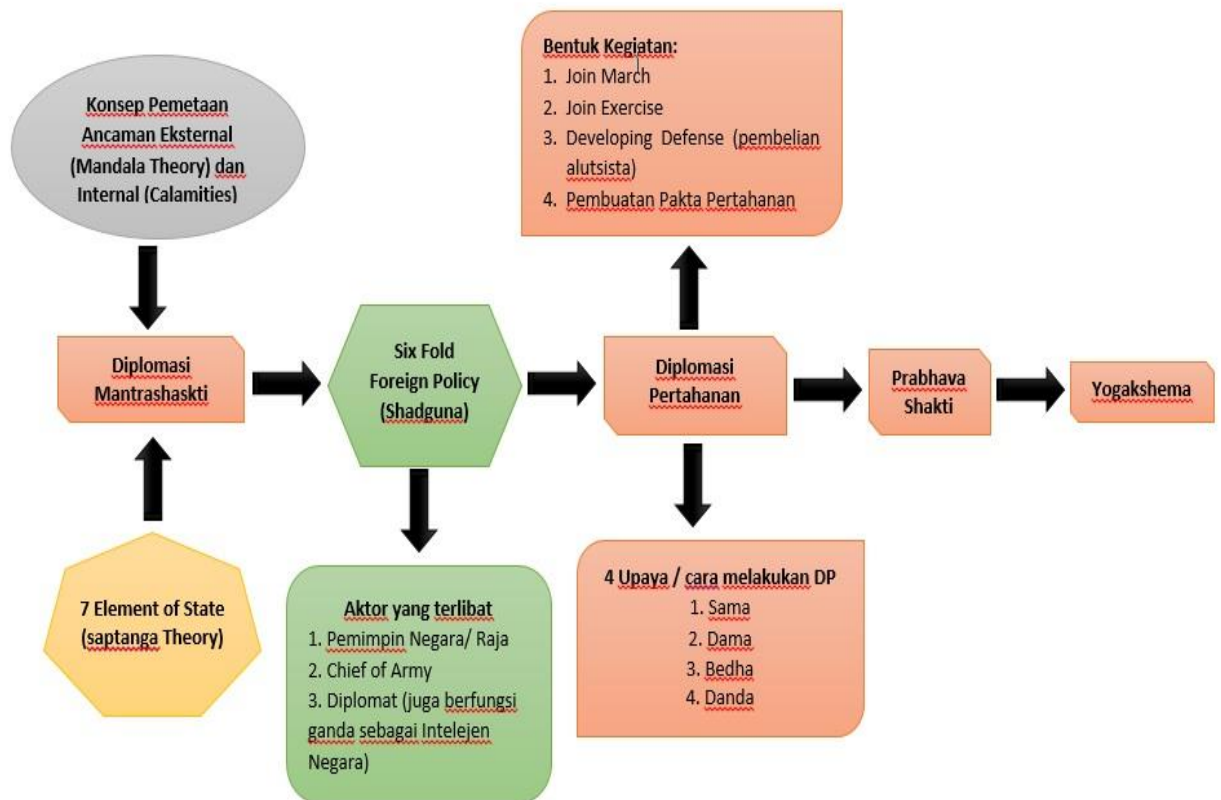 Konsep Pemetaan
Ancaman Eksternal
(Mandala Theory) dan
Internal (Calamities)
Bentuk Kegiatan:
1. Join March
2. Join Exercise
3. Developing Defense (pembelian
alutsista)
4. Pembuatan Pakta Pertahanan
Diplomasi
Mantrashaskti
Six Fold
Foreign Policy
(Shadguna)
Diplomasi
Pertahanan
Prabhava
Shakti
Yogakshema
7 Element of State
(saptanga Theory)
Aktor yang terlibat
1. Pemimpin Negara/ Raja
2. Chief of Army
3. Diplomat (juga berfungsi
ganda sebagai Intelejen
Negara)
4 Upaya / cara melakukan DP
1. Sama
2. Dama
3. Bedha
4. Danda